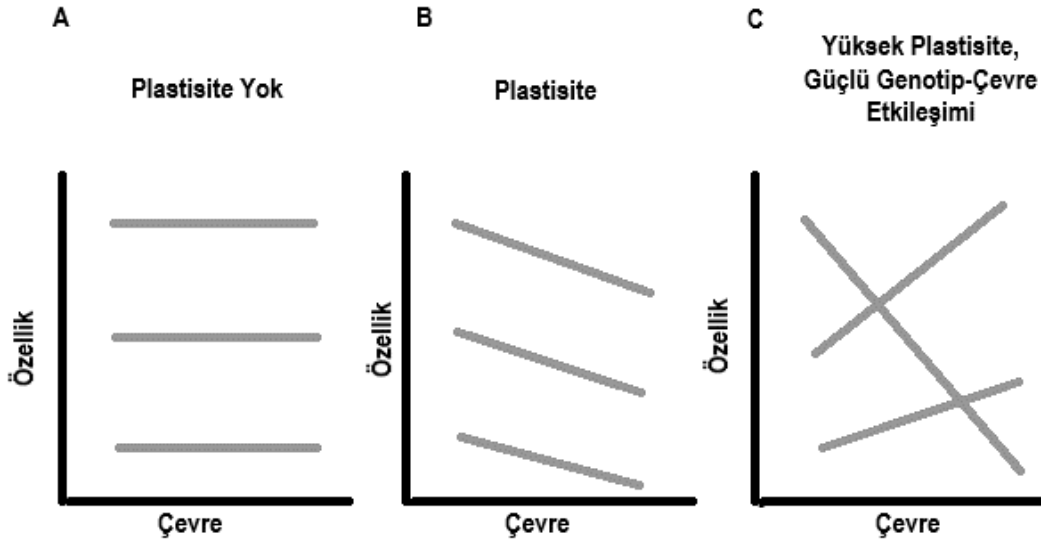 A
Plastisite Yok
Özellik
Çevre
B
Plastisite
Özellik
Çevre
C
Yüksek Plastisite,
Güçlü Genotip-Çevre
Etkileşimi
Özellik
Çevre